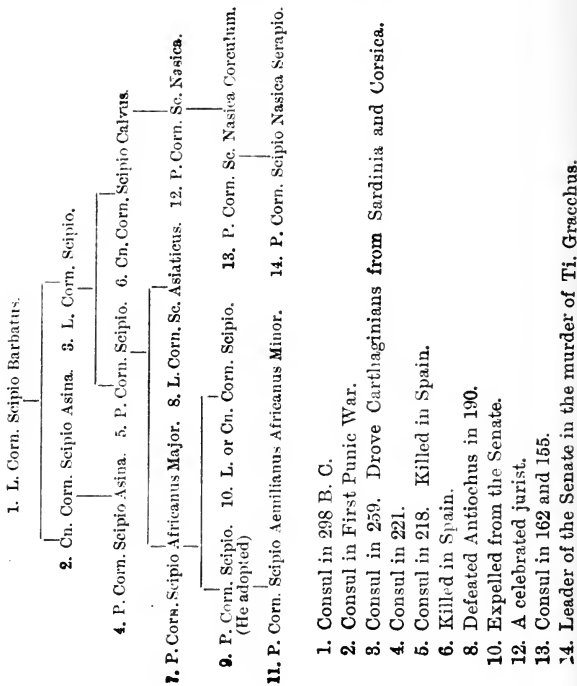 1. L. Corn. Scipio Barbatus.
2. Cn. Corn. Scipio Asina. 3. L. Corn. Scipio.
4. P. Corn. Scipio Asina. 5. P. Corn. Scipio. 6. Cn. Corn. Scipio Calvus.
7. P. Corn. Scipio Africanus Major. 8. L. Corn. Sc. Asiaticus. 12. P. Corn. Sc. Nasica.
9. P. Corn. Scipio. 10. L. or Cn. Corn. Scipio. 13. P. Corn. Sc. Nasica Corculum.
(He adopted)
11. P. Corn. Scipio Aemilianus Africanus Minor. 14. P. Corn. Scipio Nasica Serapio.
1. Consul in 298 B. C.
2. Consul in First Punic War.
3. Consul in 259. Drove Carthaginians from Sardinia and Corsica.
4. Consul in 221.
5. Consul in 218. Killed in Spain.
6. Killed in Spain.
8. Defeated Antiochus in 190.
10. Expelled from the Senate.
12. A celebrated jurist.
13. Consul in 162 and 155.
14. Leader of the Senate in the murder of Ti. Gracchus.